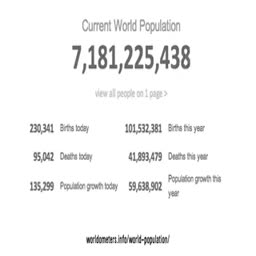 Current World Population
7,181,225,438
view all people on 1 page >
230,341 Births today 101,532,381 Births this year
95,042 Deaths today 41,893,479 Deaths this year
135,299 Population growth today 59,638,902 Population growth this
year
worldometers.info/world-population/